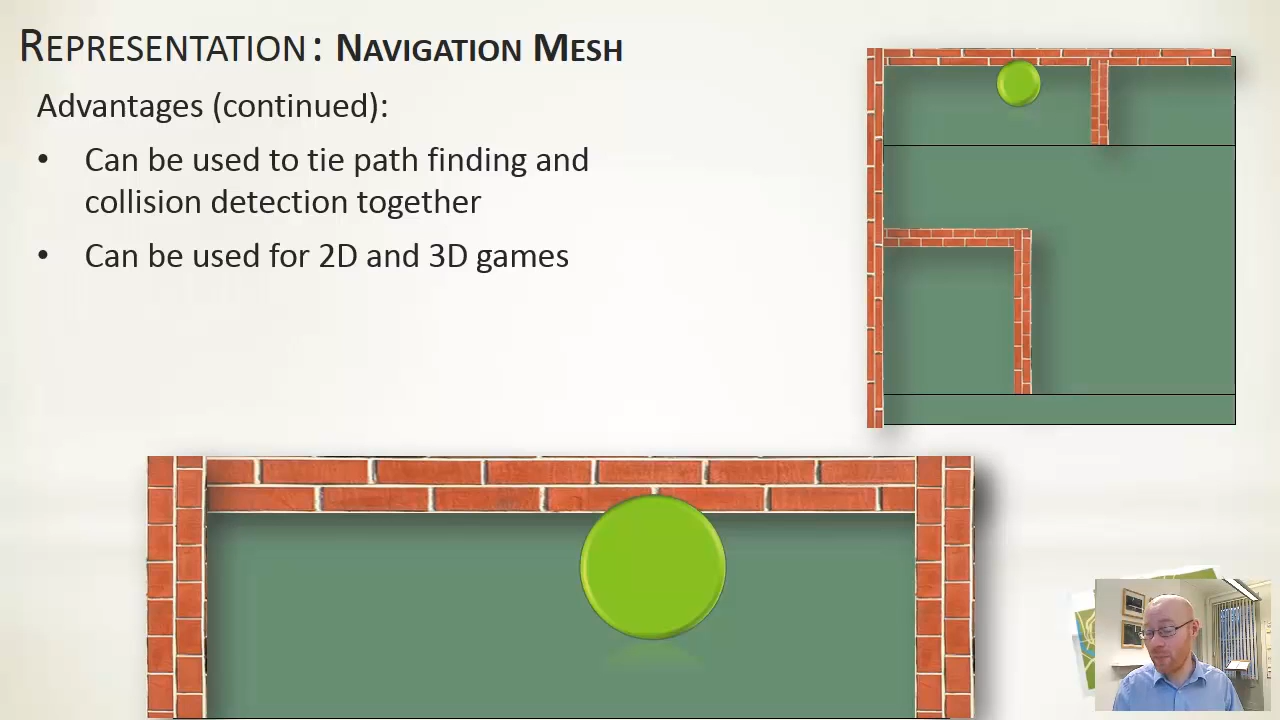 REPRESENTATION: NAVIGATION MESH
Advantages (continued):
• Can be used to tie path finding and
collision detection together
• Can be used for 2D and 3D games